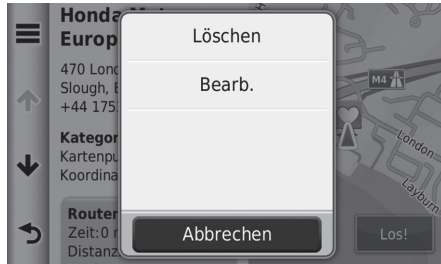 Honda
Europ
470 Lond
Slough,
+44 175
Kategor
Kartenpu
Koordina
Router
Zeit:0
Distanz
Löschen
Bearb.
Abbrechen
M4
London
Layburn
Los!